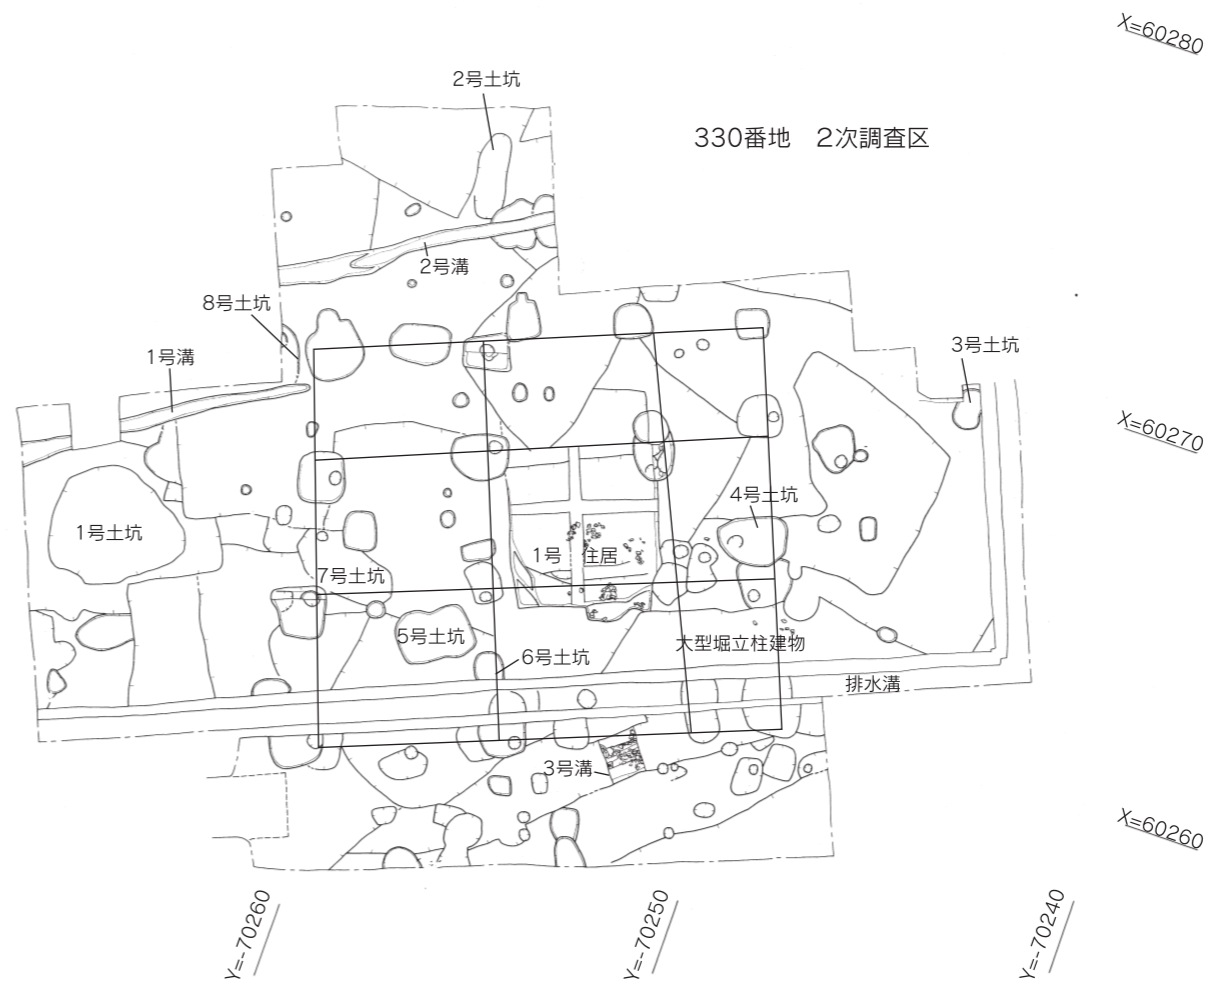 X=60280
2号土坑
330番地　2次調査区
2号溝
8号土坑
1号溝
3号土坑
X=60270
4号土坑
1号土坑
1号　住居
7号土坑
5号土坑
大型堀立柱建物
6号土坑
排水溝
3号溝
X=60260
Y=-70260
Y=-70250
Y=-70240